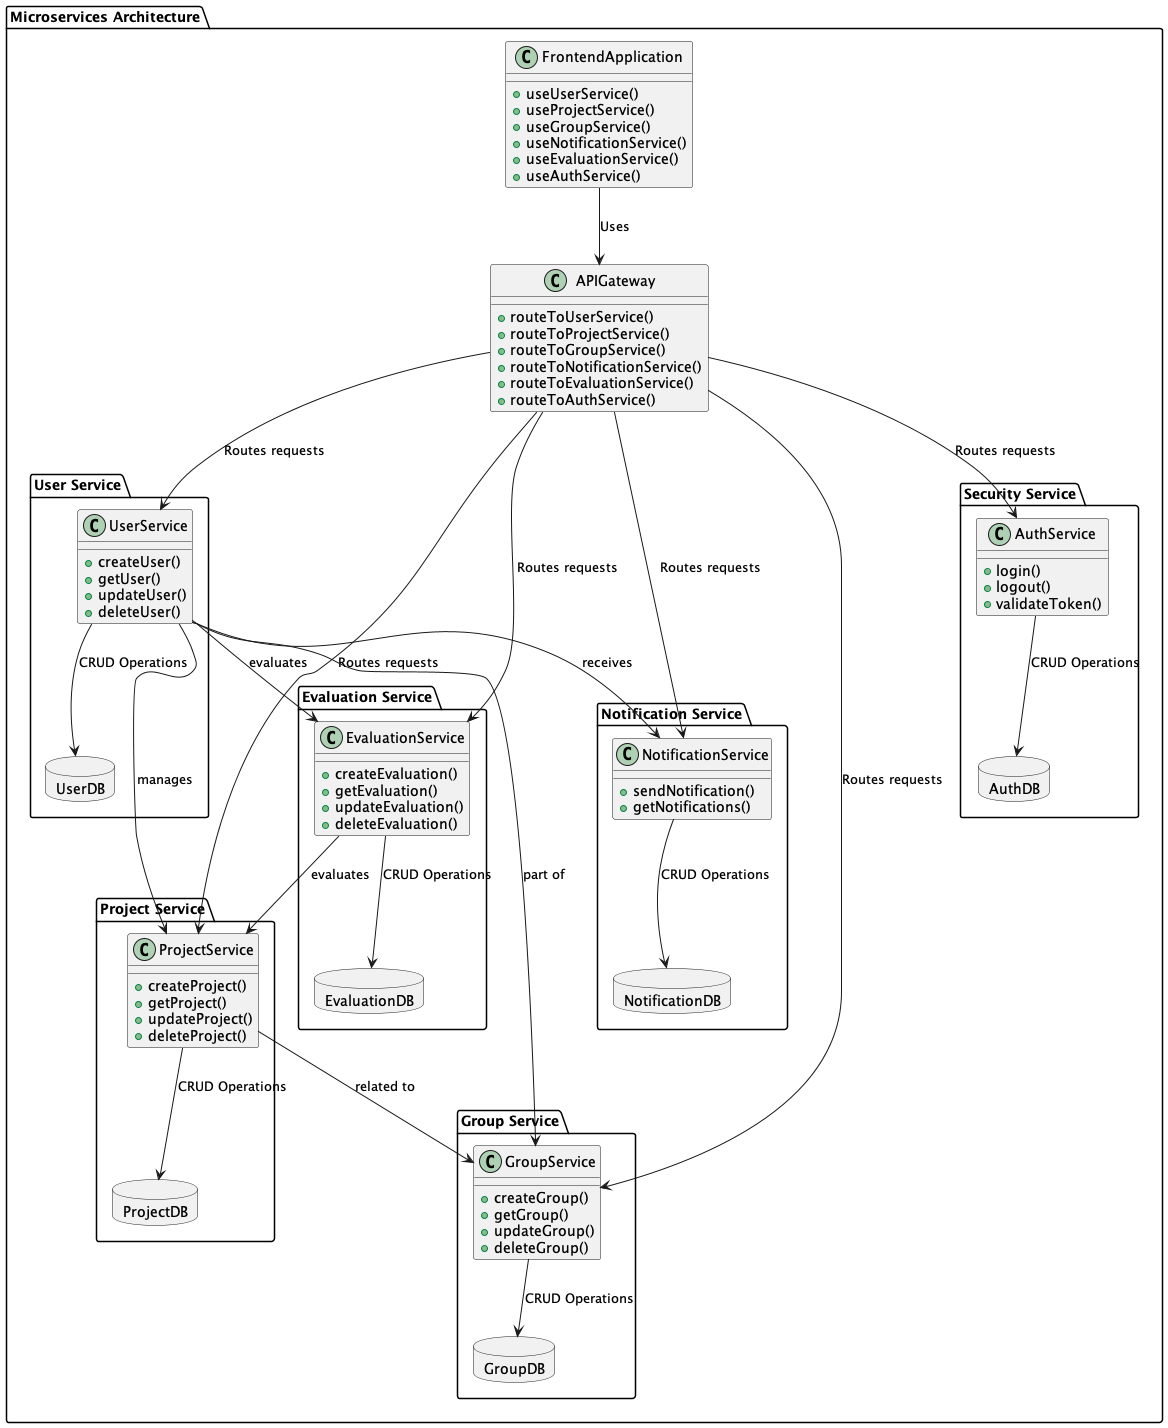 Microservices Architecture
C FrontendApplication
useUserService()
useProjectService()
useGroupService()
useNotificationService()
useEvaluationService()
useAuthService()
Uses
C APIGateway
routeToUserService()
routeToProjectService()
routeToGroupService()
routeToNotificationService()
routeToEvaluationService()
routeToAuthService()
Routes requests
Routes requests
User Service
C UserService
createUser()
getUser()
updateUser()
deleteUser()
Security Service
C AuthService
login()
logout()
validateToken()
Routes requests
Routes requests
CRUD Operations
evaluates
Routes requests
receives
CRUD Operations
UserDB
manages
Evaluation Service
C EvaluationService
createEvaluation()
getEvaluation()
updateEvaluation()
deleteEvaluation()
Notification Service
C NotificationService
sendNotification()
getNotifications()
Routes requests
AuthDB
evaluates
CRUD Operations
part of
CRUD Operations
Project Service
C ProjectService
createProject()
getProject()
updateProject()
deleteProject()
EvaluationDB
NotificationDB
CRUD Operations
related to
Group Service
C GroupService
createGroup()
getGroup()
updateGroup()
deleteGroup()
ProjectDB
CRUD Operations
GroupDB